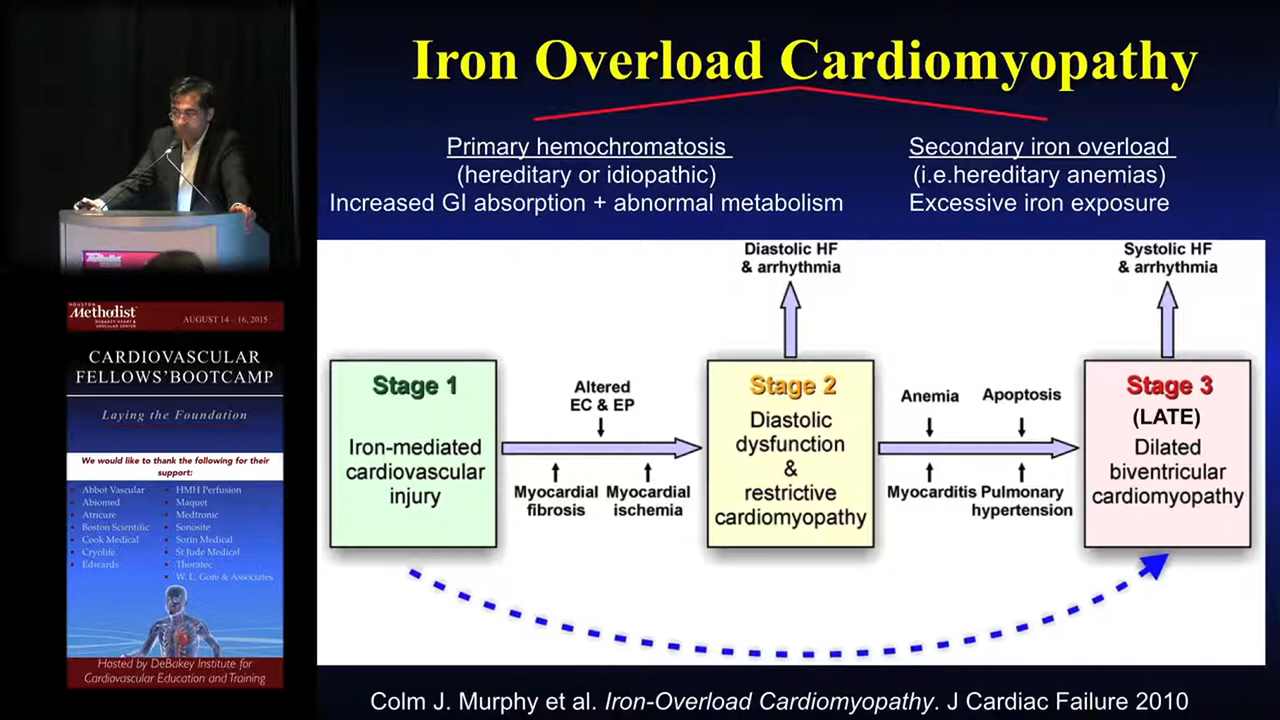 Iron Overload Cardiomyopathy
Primary hemochromatosis
(hereditary or idiopathic)
Increased GI absorption + abnormal metabolism
Secondary iron overload
(i.e.hereditary anemias)
Excessive iron exposure
Diastolic HF
& arrhythmia
Systolic HF
& arrhythmia
Stage 1
Iron-mediated
cardiovascular
injury
Altered
EC & EP
Myocardial
fibrosis
Myocardial
ischemia
Stage 2
Diastolic
dysfunction
&
restrictive
cardiomyopathy
Anemia
Apoptosis
Myocarditis
Pulmonary
hypertension
Stage 3
(LATE)
Dilated
biventricular
cardiomyopathy
Colm J. Murphy et al. Iron-Overload Cardiomyopathy. J Cardiac Failure 2010
HOUSTON
Methodist
DEBAKEY HEART &
VASCULAR CENTER
AUGUST 14 – 16, 2015
CARDIOVASCULAR
FELLOWS'BOOTCAMP
Laying the Foundation
We would like to thank the following for their
support:
Abbot Vascular
Abiomed
Atricure
Boston Scientific
Cook Medical
Cryolife
Edwards
HMH Perfusion
Maquet
Medtronic
Sonosite
Sorin Medical
St Jude Medical
Thoratec
W. L. Gore & Associates
Hosted by DeBakey Institute for
Cardiovascular Education and Training